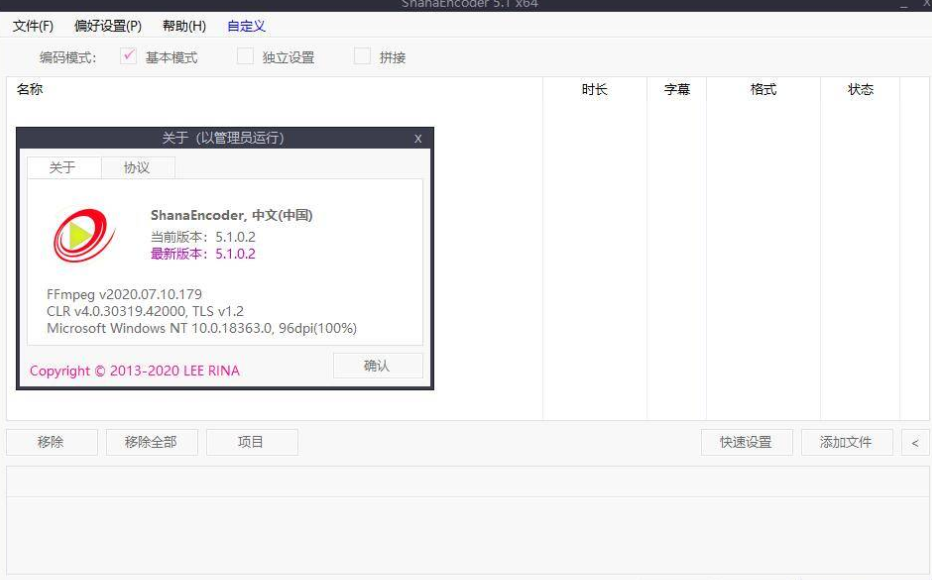 ShanaEncoder 5.1 x64
_ X
文件(F) 偏好设置(P) 帮助(H) 自定义
编码模式: 基本模式 独立设置 拼接
名称 时长 字幕 格式 状态
关于（以管理员运行） x
关于 协议
ShanaEncoder, 中文(中国)
当前版本: 5.1.0.2
最新版本: 5.1.0.2
FFmpeg v2020.07.10.179
CLR v4.0.30319.42000, TLS v1.2
Microsoft Windows NT 10.0.18363.0, 96dpi(100%)
Copyright © 2013-2020 LEE RINA 确认
移除 移除全部 项目 快速设置 添加文件 <